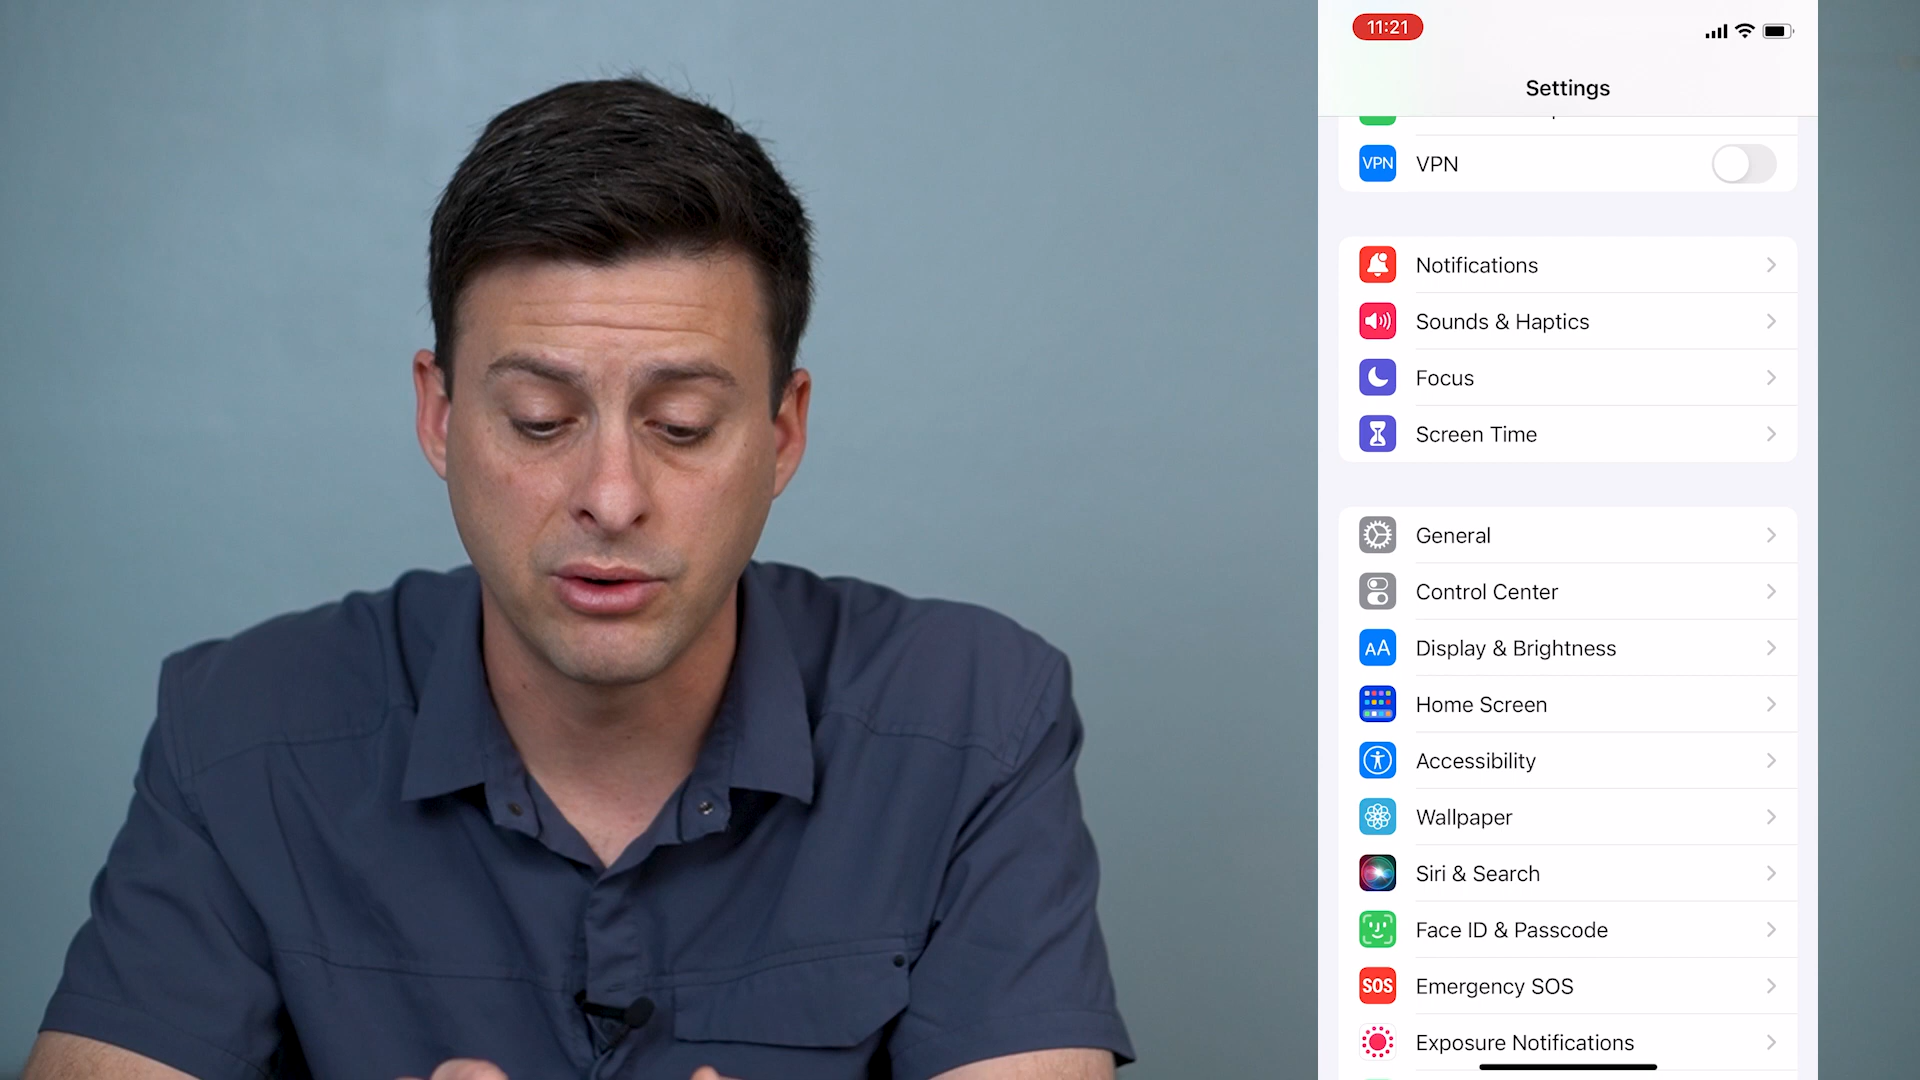 11:21
Settings
VPN VPN
Notifications
Sounds & Haptics
Focus
Screen Time
General
Control Center
AA Display & Brightness
Home Screen
Accessibility
Wallpaper
Siri & Search
Face ID & Passcode
SOS Emergency SOS
Exposure Notifications